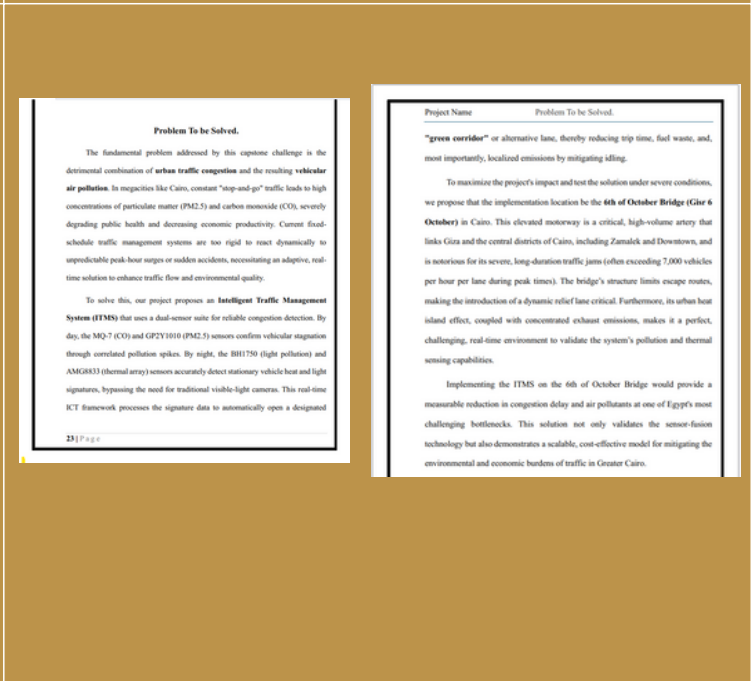 Problem To be Solved.
The fundamental problem addressed by this capstone challenge is the
detrimental combination of urban traffic congestion and the resulting vehicular
air pollution. In megacities like Cairo, constant "stop-and-go" traffic leads to high
concentrations of particulate matter (PM2.5) and carbon monoxide (CO), severely
degrading public health and decreasing economic productivity. Current fixed-
schedule traffic management systems are too rigid to react dynamically to
unpredictable peak-hour surges or sudden accidents, necessitating an adaptive, real-
time solution to enhance traffic flow and environmental quality.
To solve this, our project proposes an Intelligent Traffic Management
System (ITMS) that uses a dual-sensor suite for reliable congestion detection. By
day, the MQ-7 (CO) and GP2Y1010 (PM2.5) sensors confirm vehicular stagnation
through correlated pollution spikes. By night, the BH1750 (light pollution) and
AMG8833 (thermal array) sensors accurately detect stationary vehicle heat and light
signatures, bypassing the need for traditional visible-light cameras. This real-time
ICT framework processes the signature data to automatically open a designated
23 | Page
Project Name Problem To be Solved.
"green corridor" or alternative lane, thereby reducing trip time, fuel waste, and,
most importantly, localized emissions by mitigating idling.
To maximize the project's impact and test the solution under severe conditions,
we propose that the implementation location be the 6th of October Bridge (Gisr 6
October) in Cairo. This elevated motorway is a critical, high-volume artery that
links Giza and the central districts of Cairo, including Zamalek and Downtown, and
is notorious for its severe, long-duration traffic jams (often exceeding 7,000 vehicles
per hour per lane during peak times). The bridge's structure limits escape routes,
making the introduction of a dynamic relief lane critical. Furthermore, its urban heat
island effect, coupled with concentrated exhaust emissions, makes it a perfect,
challenging, real-time environment to validate the system's pollution and thermal
sensing capabilities.
Implementing the ITMS on the 6th of October Bridge would provide a
measurable reduction in congestion delay and air pollutants at one of Egypt's most
challenging bottlenecks. This solution not only validates the sensor-fusion
technology but also demonstrates a scalable, cost-effective model for mitigating the
environmental and economic burdens of traffic in Greater Cairo.